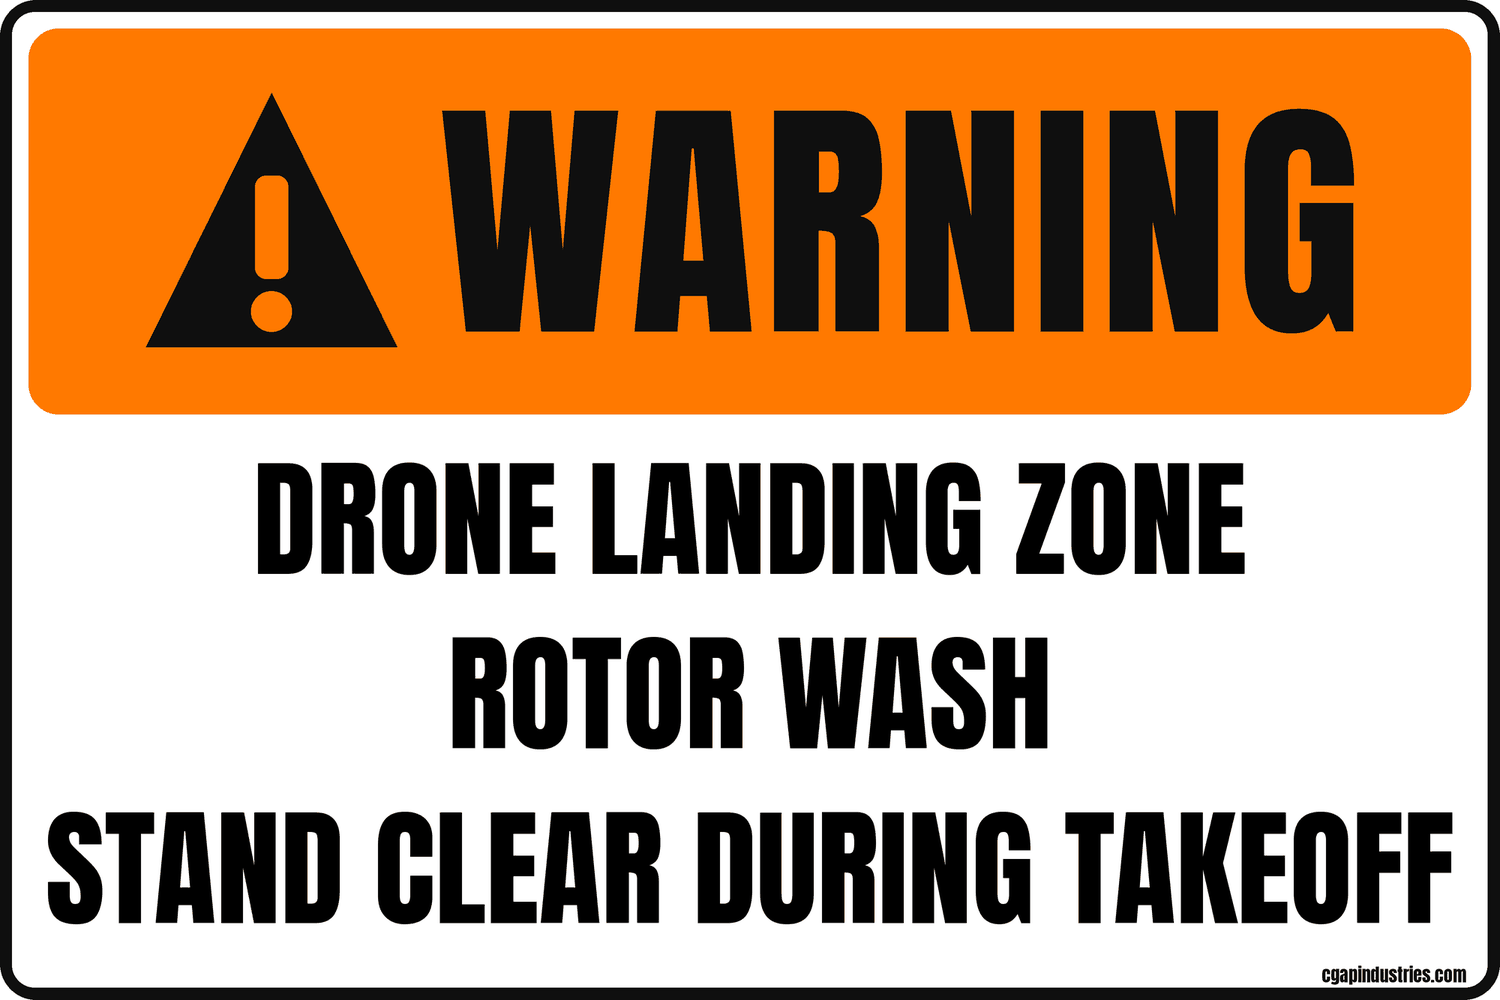 WARNING
DRONE LANDING ZONE
ROTOR WASH
STAND CLEAR DURING TAKEOFF
cgapindustries.com